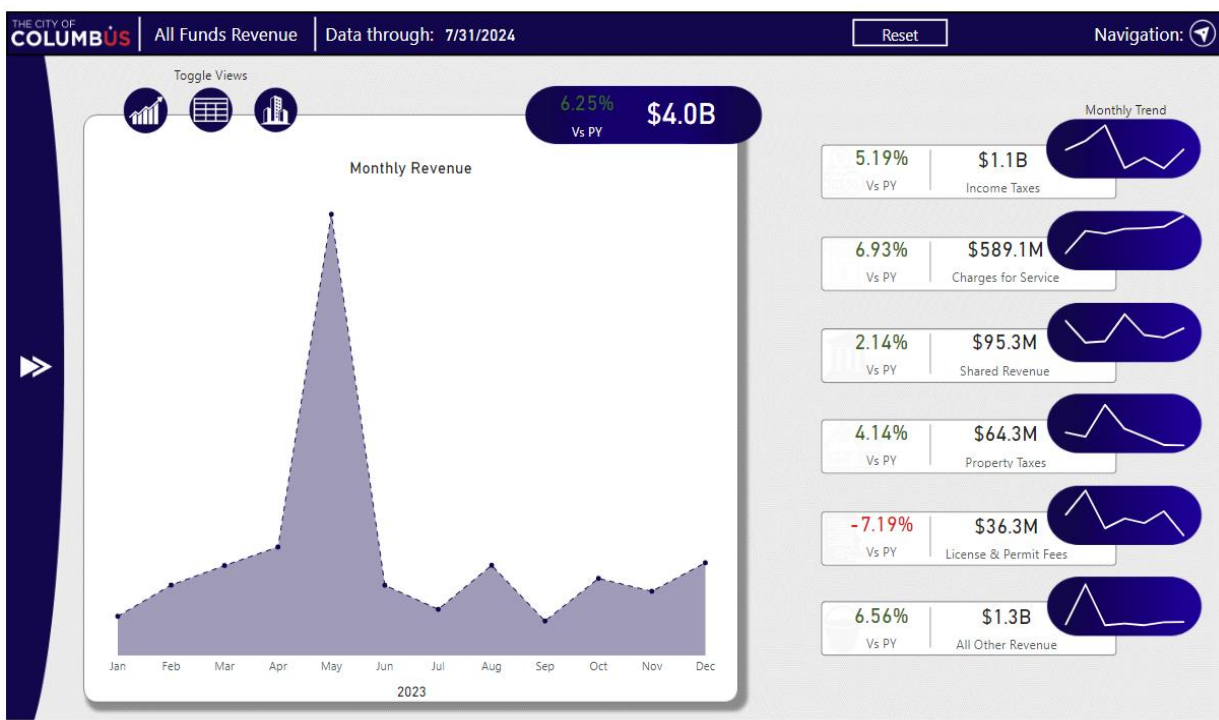 THE CITY OF
COLUMBUS
All Funds Revenue
Data through: 7/31/2024
Reset
Navigation:
Toggle Views
6.25%
Vs PY
$4.0B
Monthly Revenue
Jan Feb Mar Apr May Jun Jul Aug Sep Oct Nov Dec
2023
Monthly Trend
5.19%
Vs PY
$1.1B
Income Taxes
6.93%
Vs PY
$589.1M
Charges for Service
2.14%
Vs PY
$95.3M
Shared Revenue
4.14%
Vs PY
$64.3M
Property Taxes
-7.19%
Vs PY
$36.3M
License & Permit Fees
6.56%
Vs PY
$1.3B
All Other Revenue